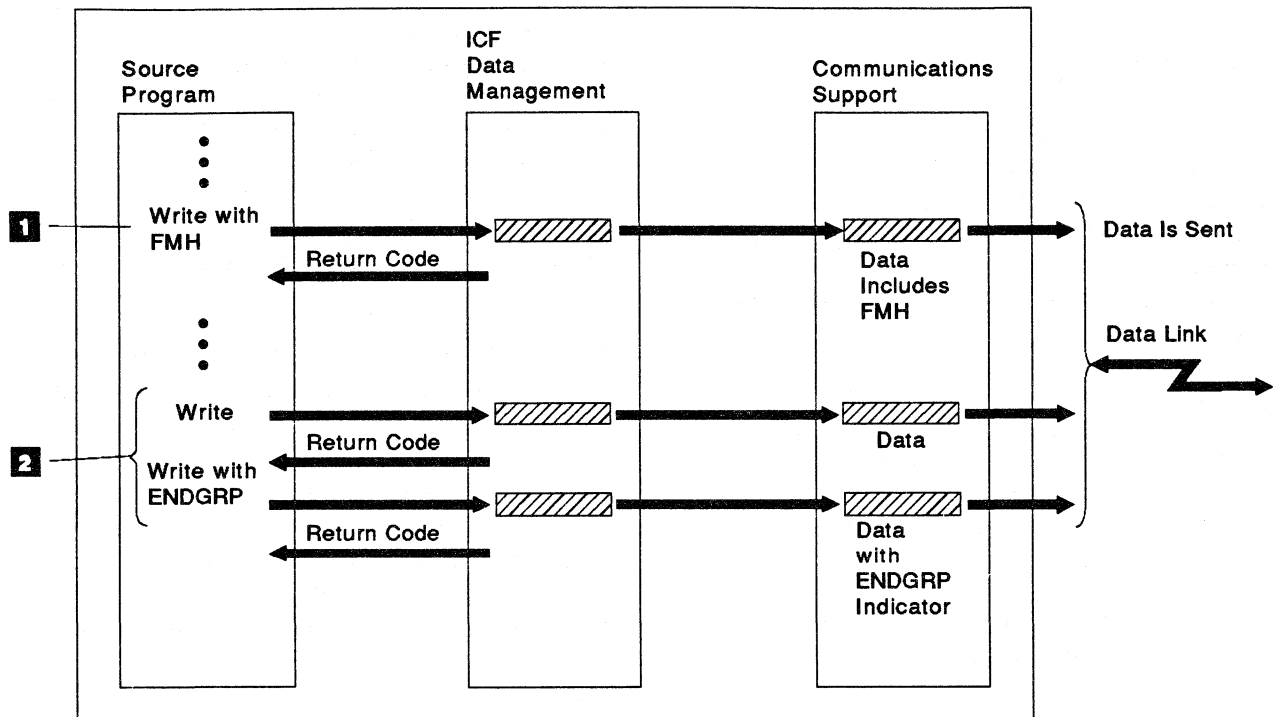 Source
Program
ICF
Data
Management
Communications
Support
1
Write with
FMH
Return Code
Data
Includes
FMH
Data Is Sent
Data Link
2
Write
Return Code
Data
Write with
ENDGRP
Return Code
Data
with
ENDGRP
Indicator